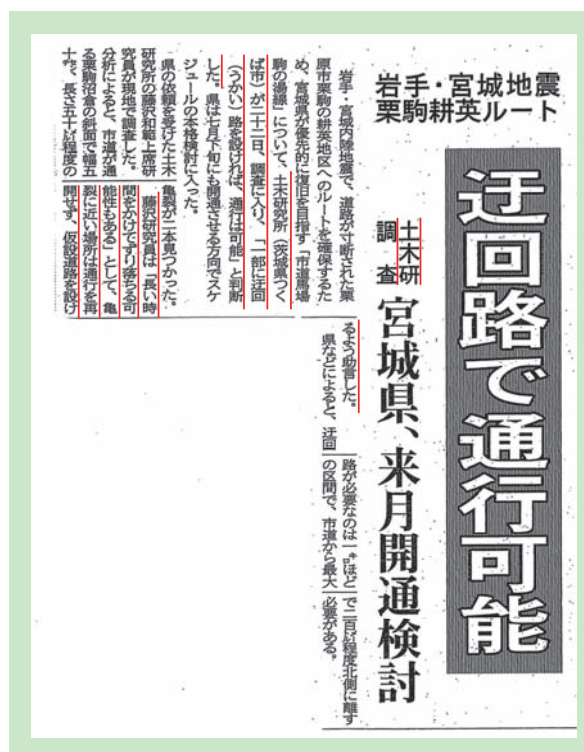 岩手・宮城地震
栗駒耕英ルート
迂回路で通行可能
土木研
調査
宮城県、来月開通検討
岩手・宮城内陸地震で、道路が寸断された栗
原市栗駒の耕英地区へのルートを確保するた
め、宮城県が優先的に復旧を目指す「市道馬場
駒の湯線」について、土木研究所（茨城県つく
ば市）が二十二日、調査に入り、「一部に迂回
（うかい）路を設ければ、通行は可能」と判断
した。県は七月下旬にも開通させる方向でスケ
ジュールの本格検討に入った。
県の依頼を受けた土木
研究所の藤沢和範上席研
究員が現地で調査した。
分析によると、市道が通
る栗駒沼倉の斜面で幅五
十㌢、長さ五十㍍程度の
亀裂が二本見つかった。
藤沢研究員は「長い時
間をかけてずり落ちる可
能性もある」として、亀
裂に近い場所は通行を再
開せず、仮設道路を設け
るよう助言した。
県などによると、迂回
路が必要なのは一㌔ほど
の区間で、市道から最大
で二百㍍程度北側に離す
必要がある。